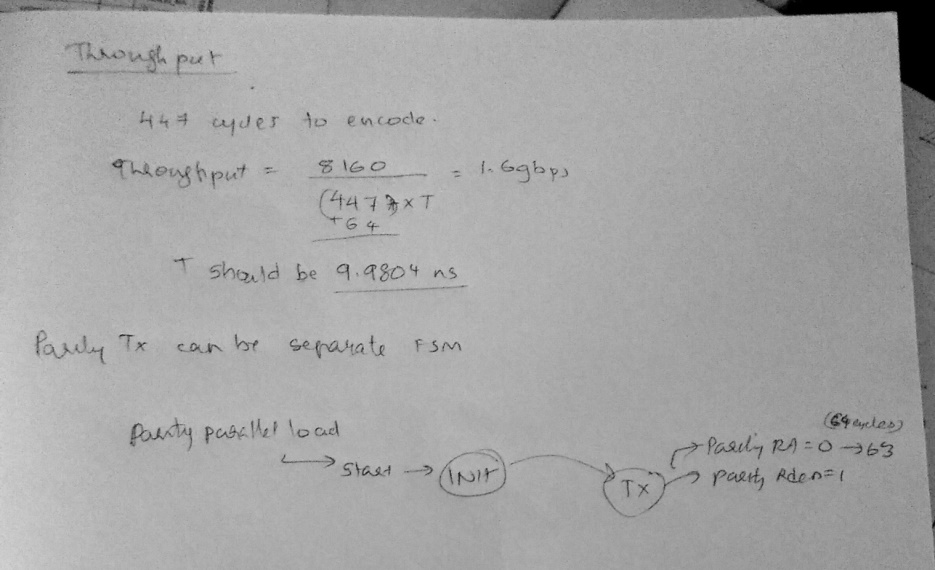 Throughput
447 cycles to encode.
Throughput = 8160 / (447 + 64) × T = 1.6gbps
T should be 9.9804 ns
Parity Tx can be separate FSM
Parity parallel load
→ Start → INIT → TX
(64 cycles)
→ Parity RA = 0 → 63
→ Parity Rden = 1